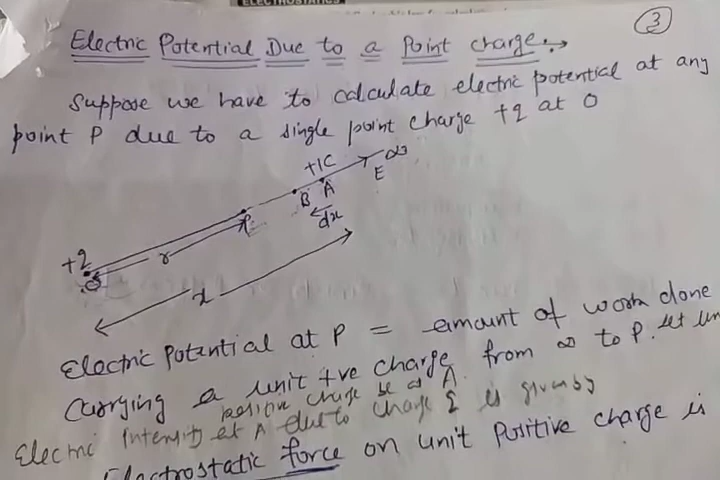 ELECTROSTATICS
3
Electric Potential Due to a Point charge:→
Suppose we have to calculate electric potential at any
point P due to a single point charge +q at O
+1C ∞
E
B A
dx
P
+q
O
r
x
Electric Potential at P = amount of work done
Carrying a unit +ve charge from ∞ to P. Let un
positive charge be at A.
Electric Intensity at A due to charge q is given by
Electrostatic force on unit Positive charge is